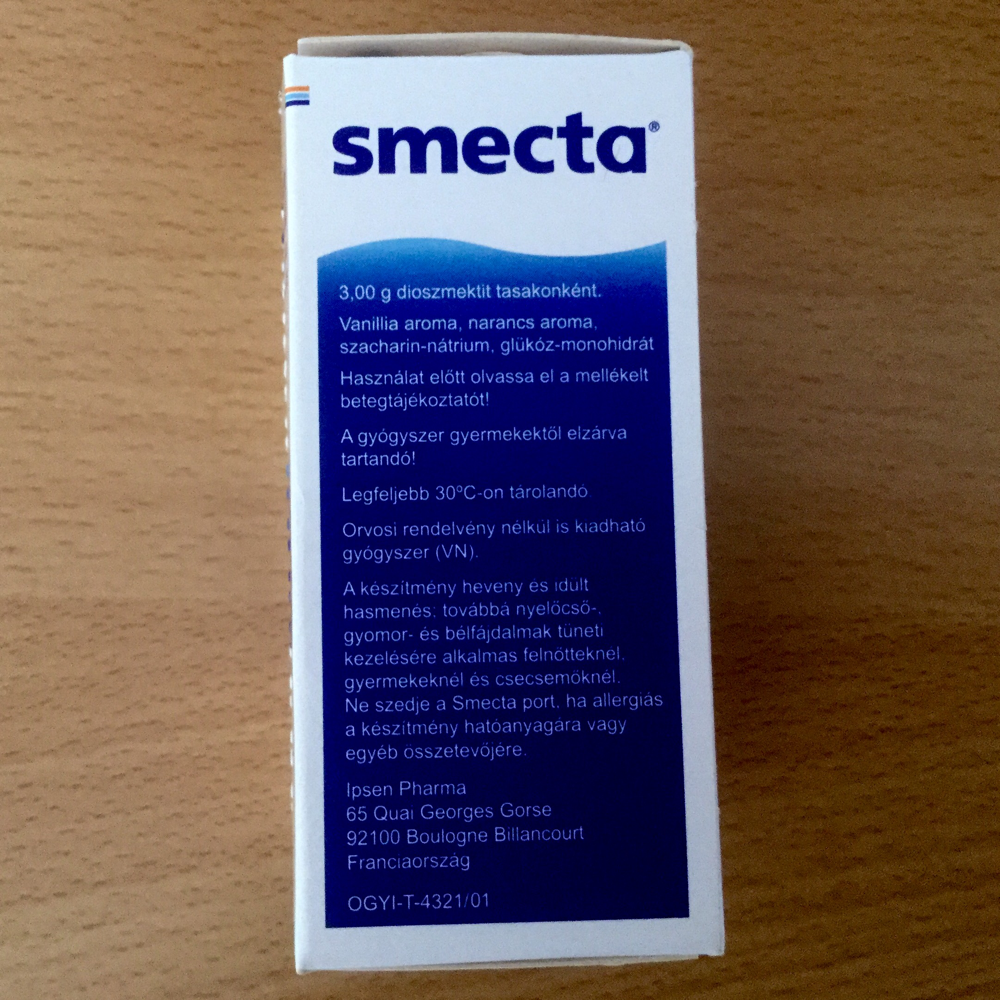 smecta®
3,00 g dioszmektit tasakonként.
Vanillia aroma, narancs aroma,
szacharin-nátrium, glükóz-monohidrát
Használat előtt olvassa el a mellékelt
betegtájékoztatót!
A gyógyszer gyermekektől elzárva
tartandó!
Legfeljebb 30°C-on tárolandó.
Orvosi rendelvény nélkül is kiadható
gyógyszer (VN).
A készítmény heveny és idült
hasmenés; továbbá nyelőcső-,
gyomor- és bélfájdalmak tüneti
kezelésére alkalmas felnőtteknél,
gyermekeknél és csecsemőknél.
Ne szedje a Smecta port, ha allergiás
a készítmény hatóanyagára vagy
egyéb összetevőjére.
Ipsen Pharma
65 Quai Georges Gorse
92100 Boulogne Billancourt
Franciaország
OGYI-T-4321/01